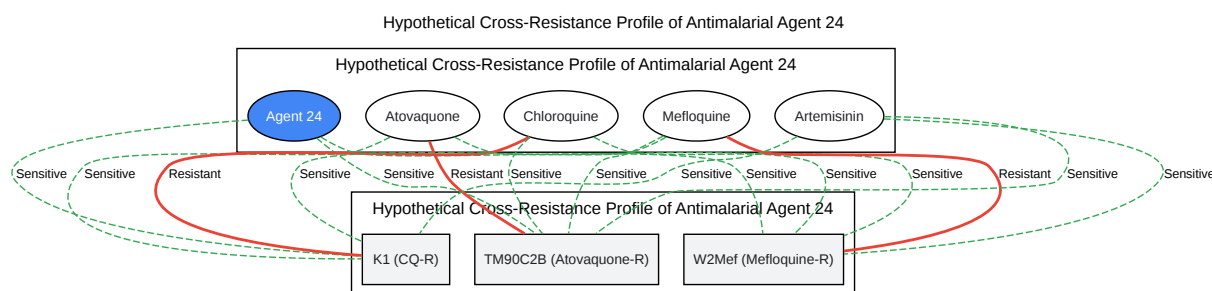 Hypothetical Cross-Resistance Profile of Antimalarial Agent 24
Hypothetical Cross-Resistance Profile of Antimalarial Agent 24
Agent 24 Atovaquone Chloroquine Mefloquine Artemisinin
Sensitive Sensitive Resistant Sensitive Sensitive Resistant Sensitive Sensitive Sensitive Sensitive Sensitive Sensitive Resistant Sensitive Sensitive
Hypothetical Cross-Resistance Profile of Antimalarial Agent 24
K1 (CQ-R) TM90C2B (Atovaquone-R) W2Mef (Mefloquine-R)